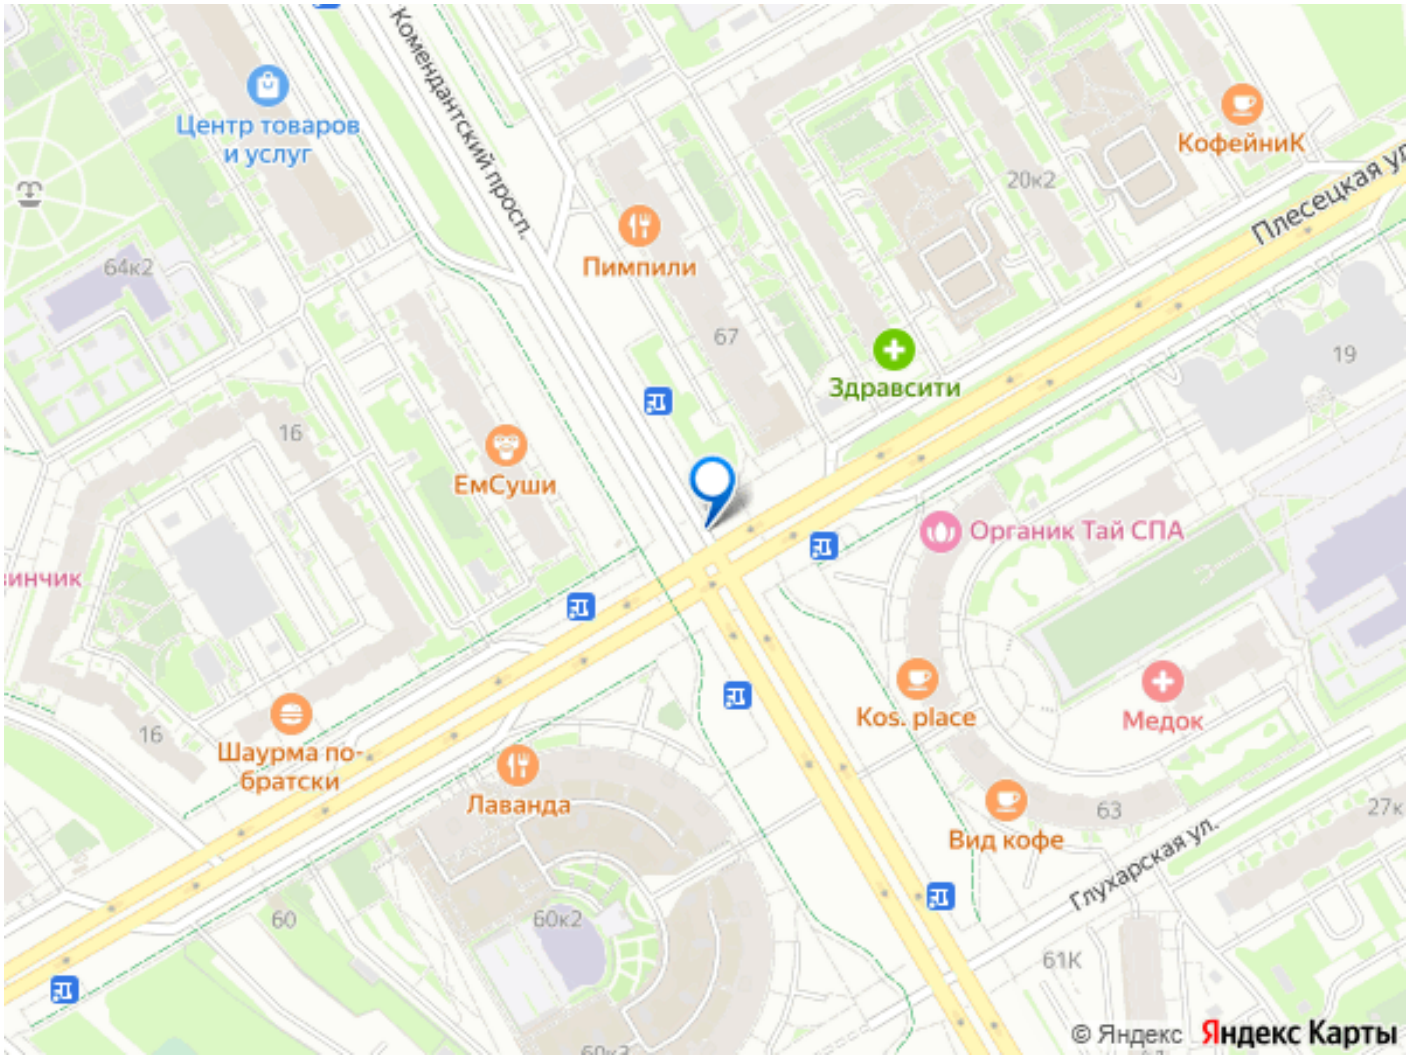 Комендантский просп.
Центр товаров
и услуг
КофейниК
Плесецкая ул
20к2
Пимпили
64к2
67
19
Здравсити
16
ЕмСуши
Органик Тай СПА
инчик
Kos. place
Медок
16
Шаурма по-
братски
Лаванда
63
27к
Вид кофе
Глухарская ул.
60
60к2
61К
© Яндекс Яндекс Карты